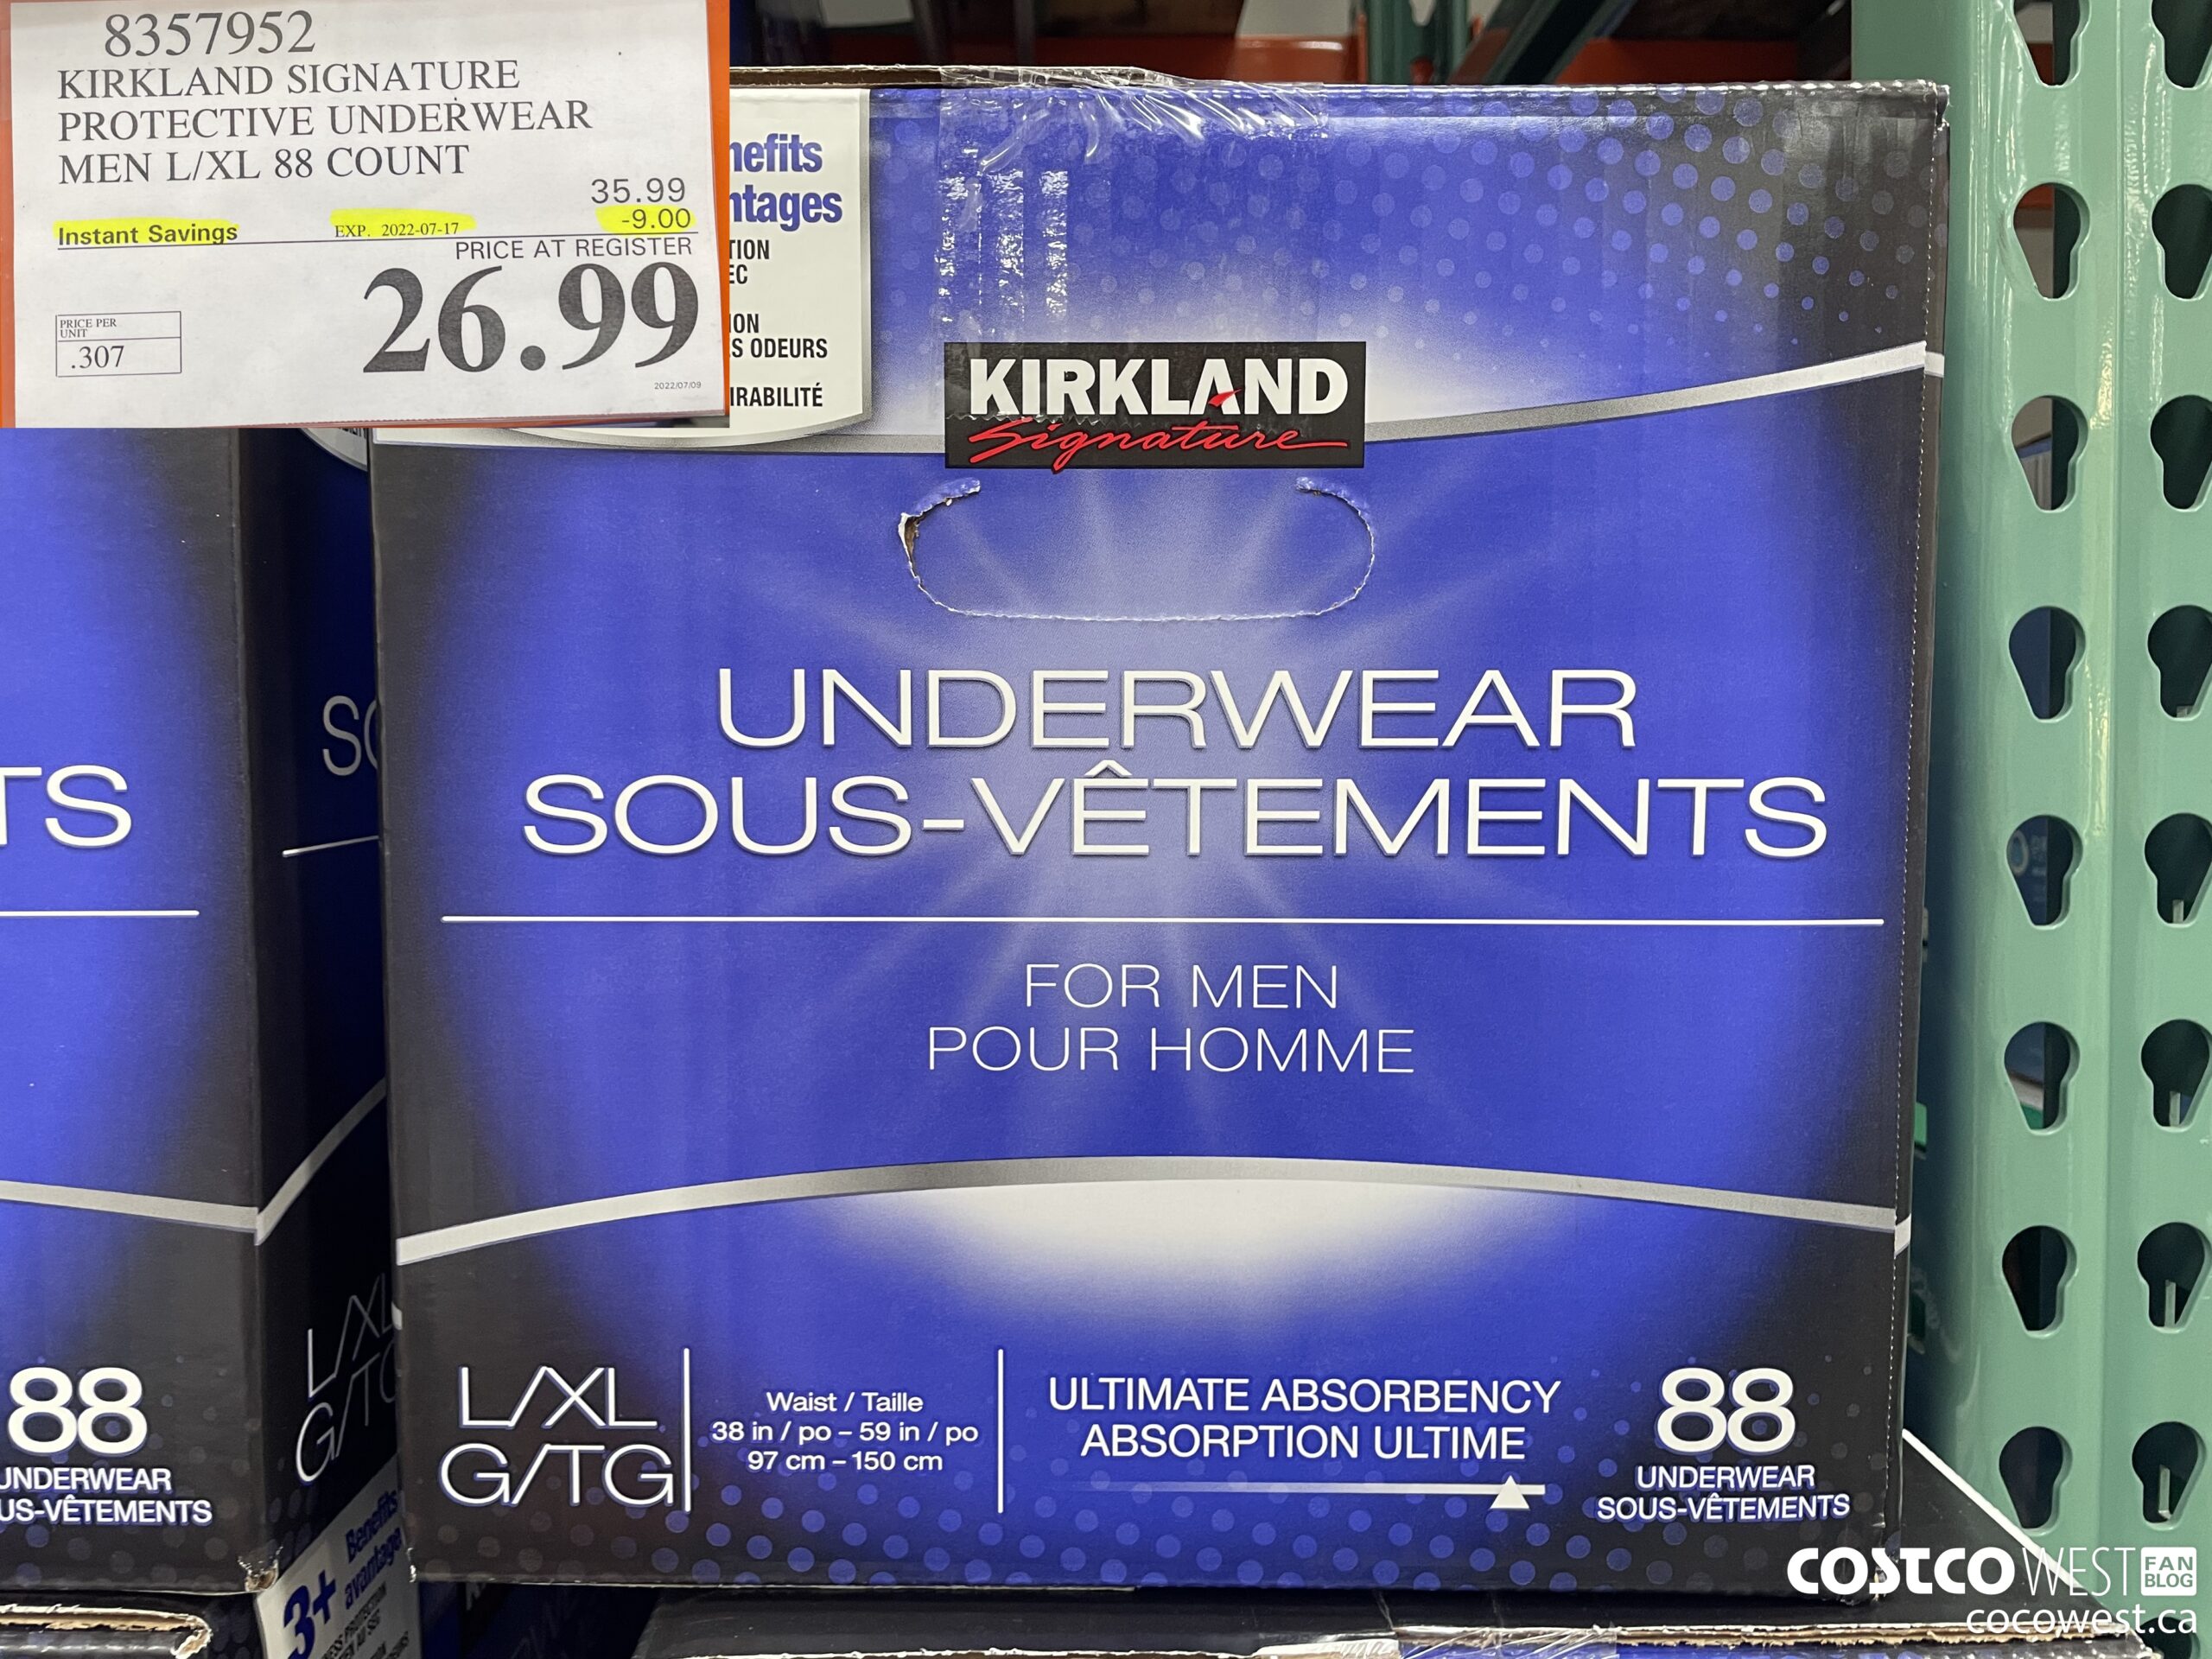 8357952
KIRKLAND SIGNATURE
PROTECTIVE UNDERWEAR
MEN L/XL 88 COUNT
35.99
Instant Savings EXP. 2022-07-17 -9.00
PRICE AT REGISTER
26.99
PRICE PER
UNIT
.307
2022/07/09
nefits
ntages
TION
EC
ION
S ODEURS
IRABILITÉ
KIRKLAND
Signature
UNDERWEAR
SOUS-VÊTEMENTS
FOR MEN
POUR HOMME
L/XL
G/TG
Waist / Taille
38 in / po – 59 in / po
97 cm – 150 cm
ULTIMATE ABSORBENCY
ABSORPTION ULTIME
88
UNDERWEAR
SOUS-VÊTEMENTS
TS
SO
88
UNDERWEAR
US-VÊTEMENTS
L/XL
G/TG
3+
Benefits
avantage
COSTCO WEST FAN BLOG
cocowest.ca